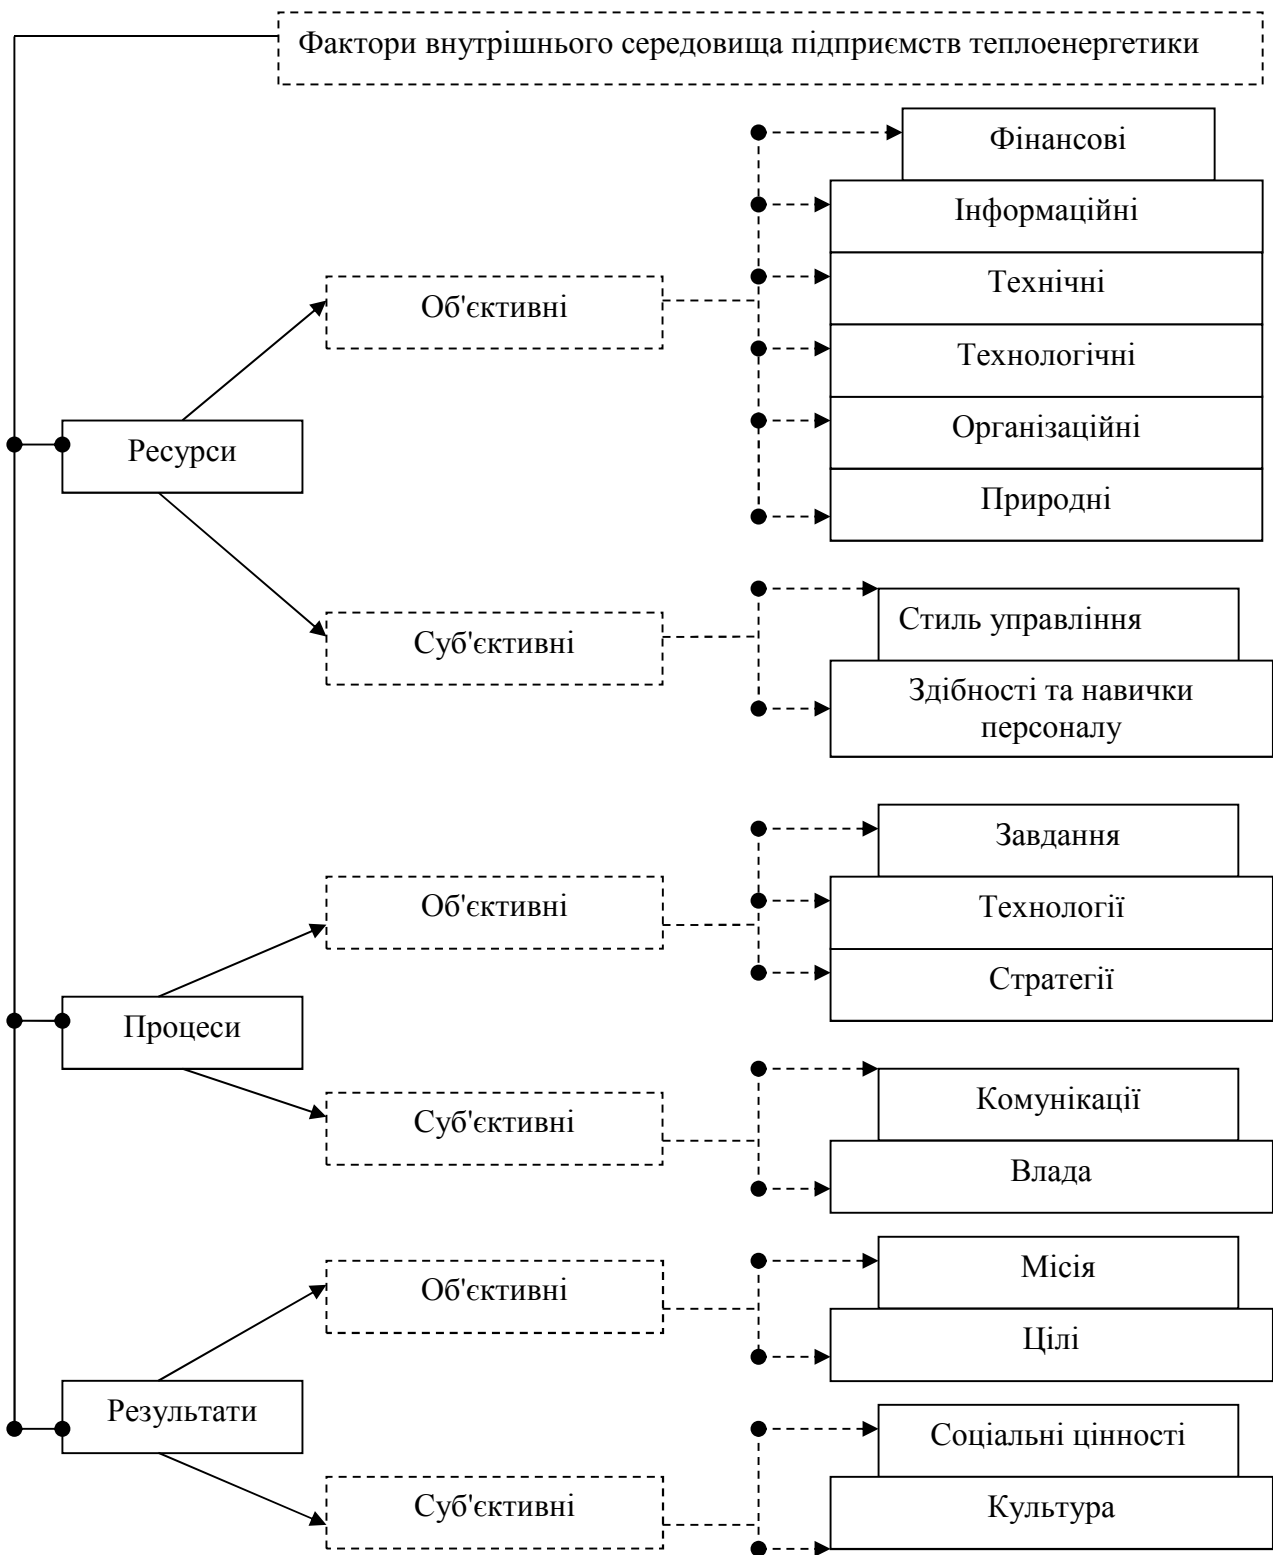 Фактори внутрішнього середовища підприємств теплоенергетики
Фінансові
Інформаційні
Об'єктивні
Технічні
Технологічні
Ресурси
Організаційні
Природні
Суб'єктивні
Стиль управління
Здібності та навички
персоналу
Завдання
Об'єктивні
Технології
Стратегії
Процеси
Суб'єктивні
Комунікації
Влада
Об'єктивні
Місія
Цілі
Результати
Соціальні цінності
Суб'єктивні
Культура